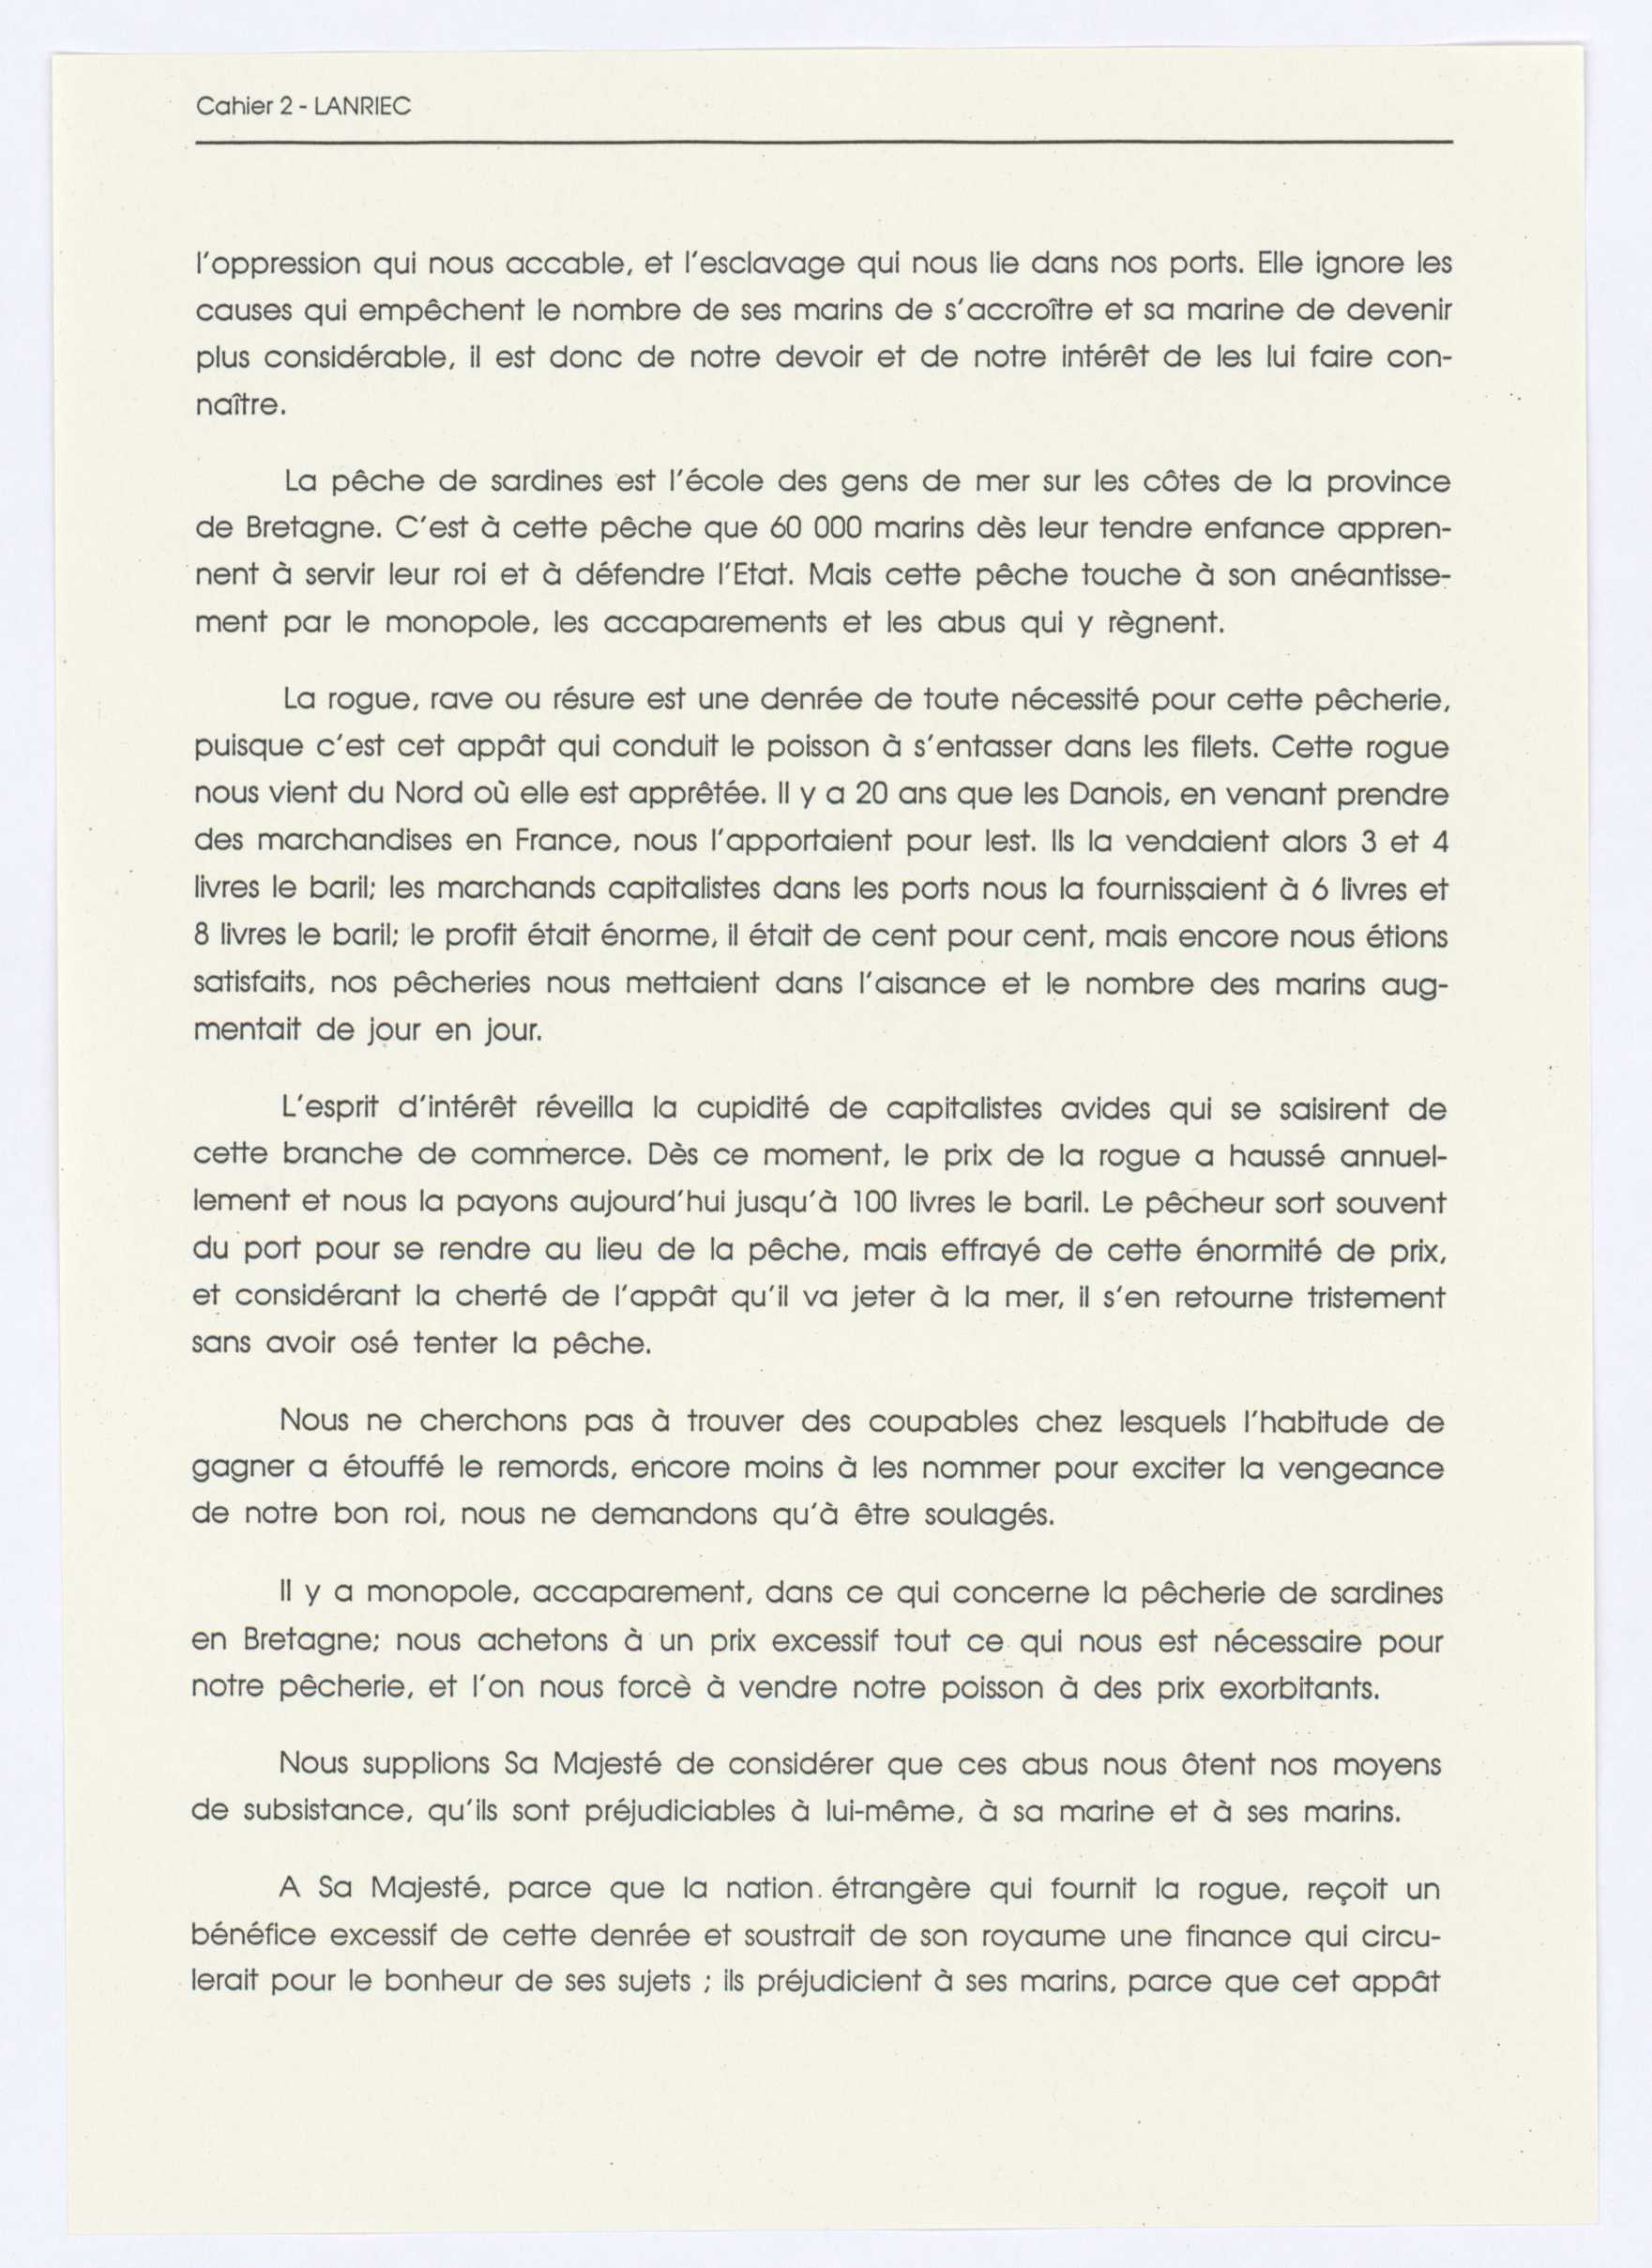 Cahier 2 - LANRIEC
l'oppression qui nous accable, et l'esclavage qui nous lie dans nos ports. Elle ignore les
causes qui empêchent le nombre de ses marins de s'accroître et sa marine de devenir
plus considérable, il est donc de notre devoir et de notre intérêt de les lui faire con-
naître.
La pêche de sardines est l'école des gens de mer sur les côtes de la province
de Bretagne. C'est à cette pêche que 60 000 marins dès leur tendre enfance appren-
nent à servir leur roi et à défendre l'Etat. Mais cette pêche touche à son anéantisse-
ment par le monopole, les accaparements et les abus qui y règnent.
La rogue, rave ou résure est une denrée de toute nécessité pour cette pêcherie,
puisque c'est cet appât qui conduit le poisson à s'entasser dans les filets. Cette rogue
nous vient du Nord où elle est apprêtée. Il y a 20 ans que les Danois, en venant prendre
des marchandises en France, nous l'apportaient pour lest. Ils la vendaient alors 3 et 4
livres le baril; les marchands capitalistes dans les ports nous la fournissaient à 6 livres et
8 livres le baril; le profit était énorme, il était de cent pour cent, mais encore nous étions
satisfaits, nos pêcheries nous mettaient dans l'aisance et le nombre des marins aug-
mentait de jour en jour.
L'esprit d'intérêt réveilla la cupidité de capitalistes avides qui se saisirent de
cette branche de commerce. Dès ce moment, le prix de la rogue a haussé annuel-
lement et nous la payons aujourd'hui jusqu'à 100 livres le baril. Le pêcheur sort souvent
du port pour se rendre au lieu de la pêche, mais effrayé de cette énormité de prix,
et considérant la cherté de l'appât qu'il va jeter à la mer, il s'en retourne tristement
sans avoir osé tenter la pêche.
Nous ne cherchons pas à trouver des coupables chez lesquels l'habitude de
gagner a étouffé le remords, encore moins à les nommer pour exciter la vengeance
de notre bon roi, nous ne demandons qu'à être soulagés.
Il y a monopole, accaparement, dans ce qui concerne la pêcherie de sardines
en Bretagne; nous achetons à un prix excessif tout ce qui nous est nécessaire pour
notre pêcherie, et l'on nous forcè à vendre notre poisson à des prix exorbitants.
Nous supplions Sa Majesté de considérer que ces abus nous ôtent nos moyens
de subsistance, qu'ils sont préjudiciables à lui-même, à sa marine et à ses marins.
A Sa Majesté, parce que la nation étrangère qui fournit la rogue, reçoit un
bénéfice excessif de cette denrée et soustrait de son royaume une finance qui circu-
lerait pour le bonheur de ses sujets ; ils préjudicient à ses marins, parce que cet appât